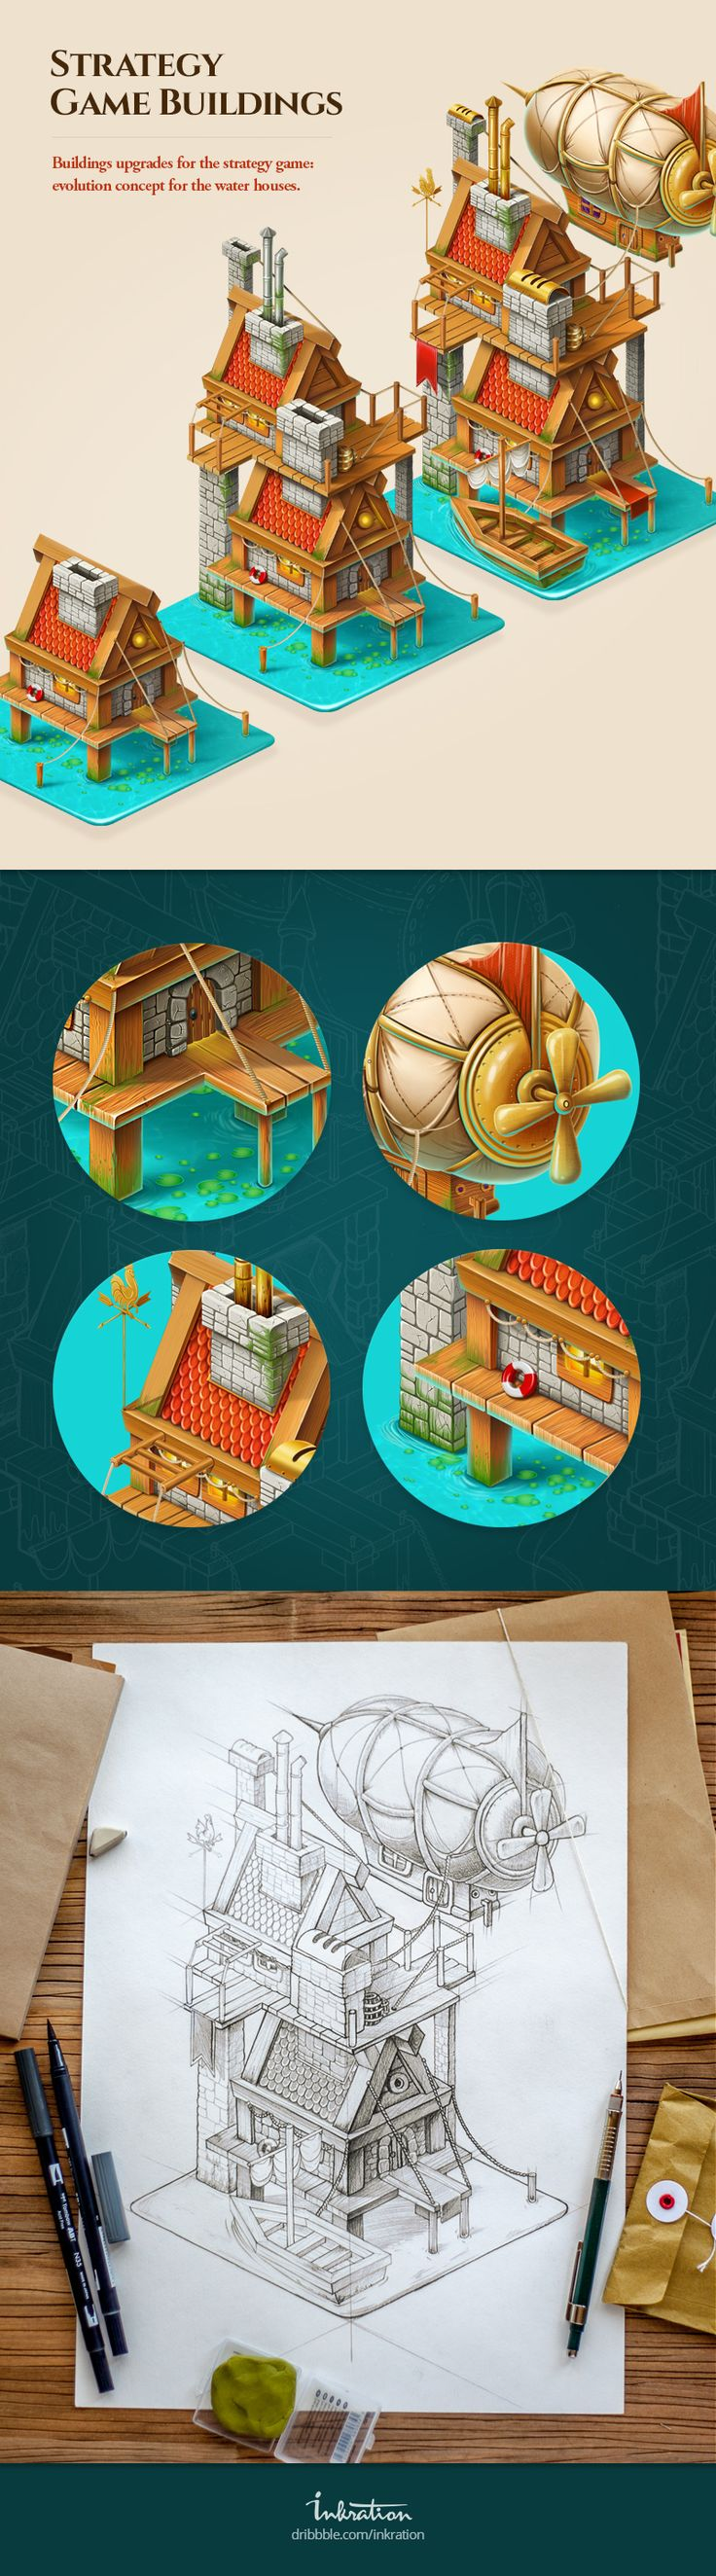 Strategy
Game Buildings
Buildings upgrades for the strategy game:
evolution concept for the water houses.
N35
Inkration
dribbble.com/inkration